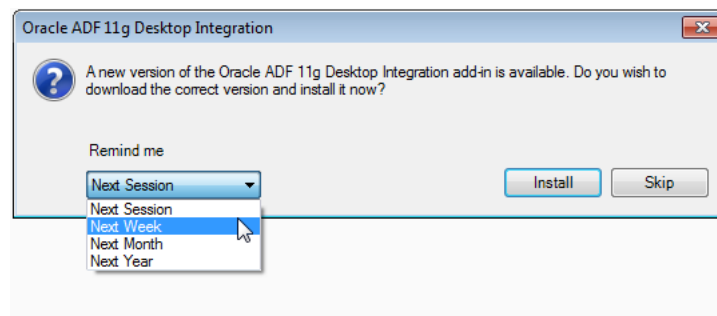 Oracle ADF 11g Desktop Integration
A new version of the Oracle ADF 11g Desktop Integration add-in is available. Do you wish to
download the correct version and install it now?
Remind me
Next Session
Install
Skip
Next Session
Next Week
Next Month
Next Year